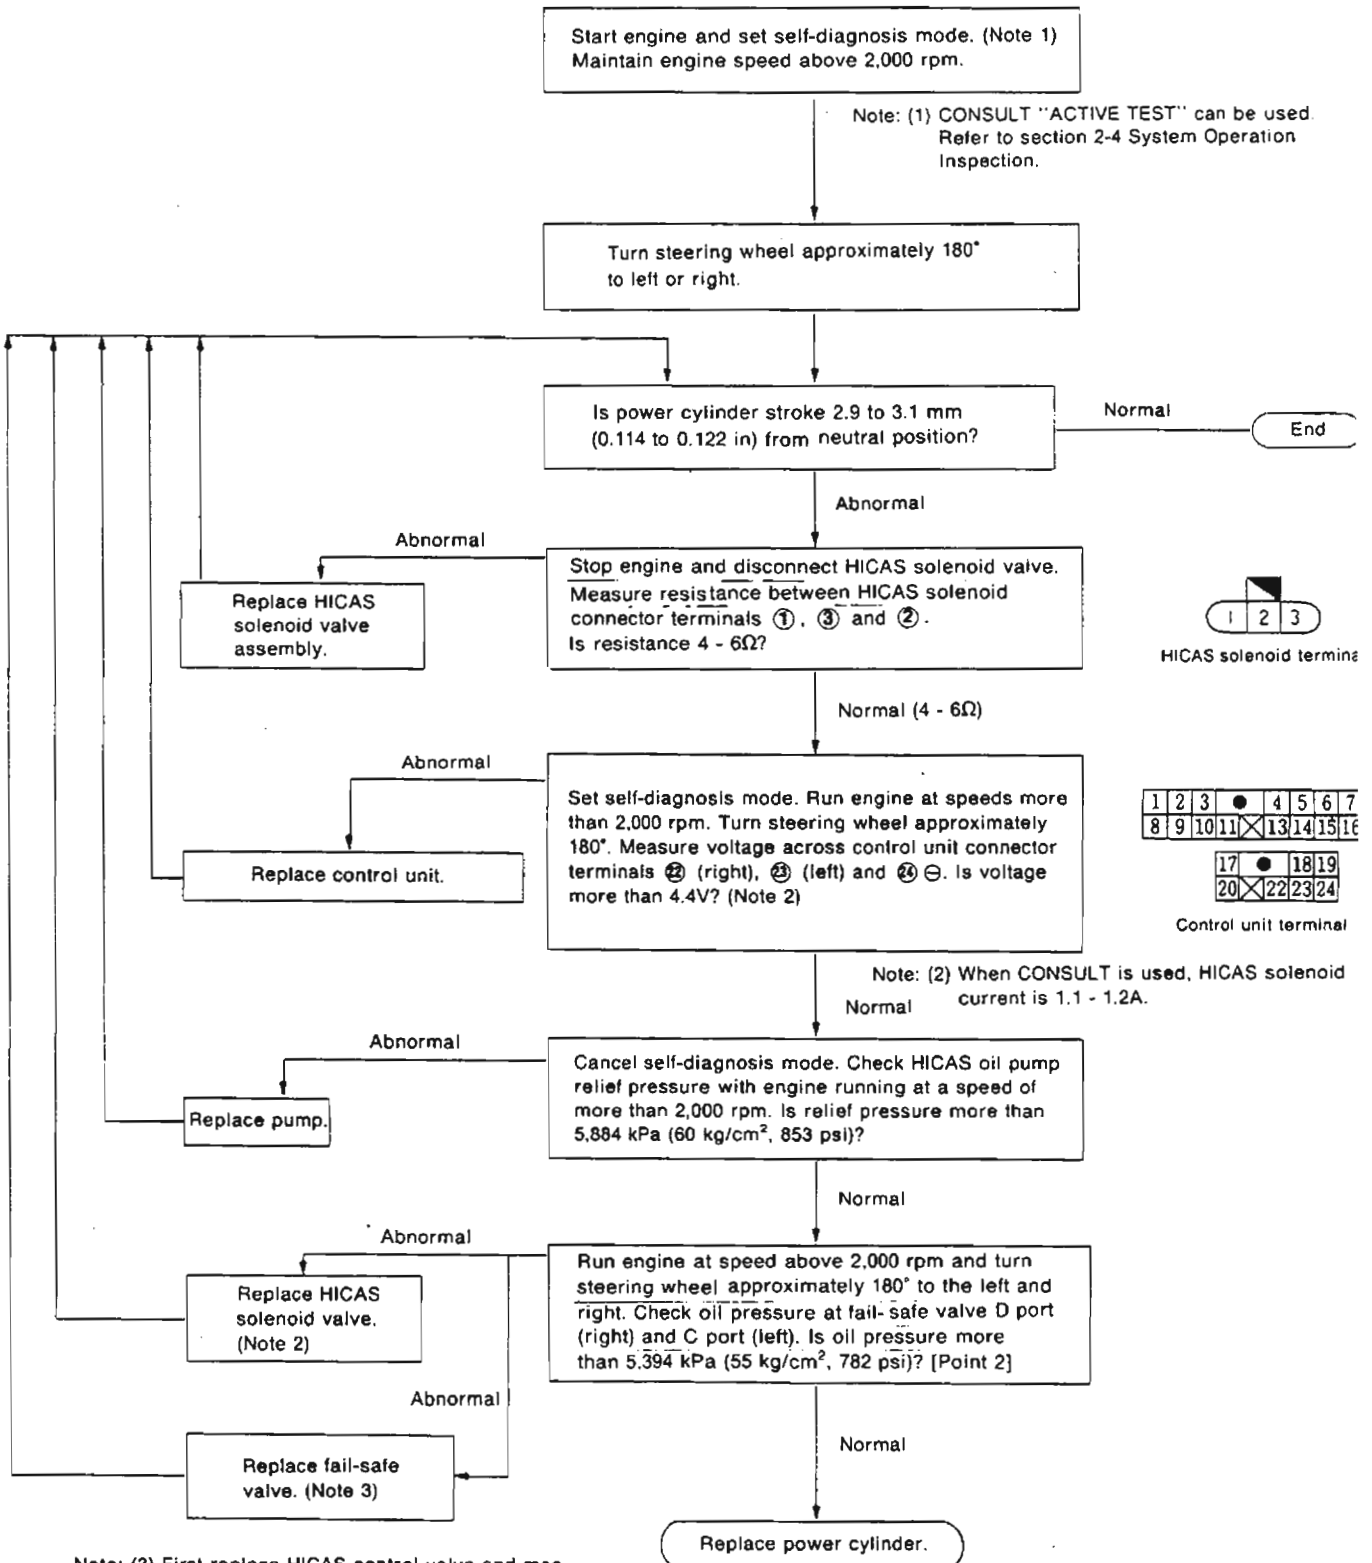 Start engine and set self-diagnosis mode. (Note 1)
Maintain engine speed above 2,000 rpm.
Note: (1) CONSULT "ACTIVE TEST" can be used.
Refer to section 2-4 System Operation
Inspection.
Turn steering wheel approximately 180°
to left or right.
Is power cylinder stroke 2.9 to 3.1 mm
(0.114 to 0.122 in) from neutral position?
Normal
End
Abnormal
Abnormal
Stop engine and disconnect HICAS solenoid valve.
Measure resistance between HICAS solenoid
connector terminals ①, ③ and ②.
Is resistance 4 - 6Ω?
Replace HICAS
solenoid valve
assembly.
1 2 3
HICAS solenoid termina
Normal (4 - 6Ω)
Abnormal
Set self-diagnosis mode. Run engine at speeds more
than 2,000 rpm. Turn steering wheel approximately
180°. Measure voltage across control unit connector
terminals ㉒ (right), ㉓ (left) and ㉔ ⊖. Is voltage
more than 4.4V? (Note 2)
Replace control unit.
1 2 3 ● 4 5 6 7
8 9 10 11 13 14 15 16
17 ● 18 19
20 22 23 24
Control unit terminal
Note: (2) When CONSULT is used, HICAS solenoid
current is 1.1 - 1.2A.
Normal
Abnormal
Cancel self-diagnosis mode. Check HICAS oil pump
relief pressure with engine running at a speed of
more than 2,000 rpm. Is relief pressure more than
5,884 kPa (60 kg/cm², 853 psi)?
Replace pump.
Normal
Abnormal
Run engine at speed above 2,000 rpm and turn
steering wheel approximately 180° to the left and
right. Check oil pressure at fail-safe valve D port
(right) and C port (left). Is oil pressure more
than 5,394 kPa (55 kg/cm², 782 psi)? [Point 2]
Replace HICAS
solenoid valve.
(Note 2)
Abnormal
Normal
Replace fail-safe
valve. (Note 3)
Replace power cylinder.
Note: (3) First replace HICAS control valve and